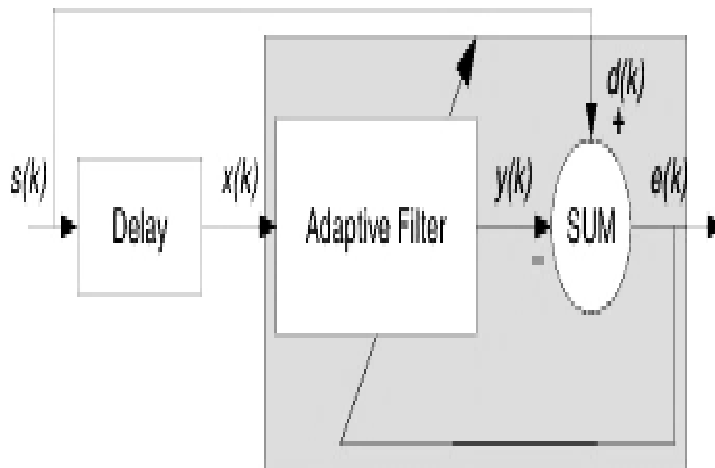 d(k)
+
s(k)
x(k)
y(k)
e(k)
Delay
Adaptive Filter
SUM
-